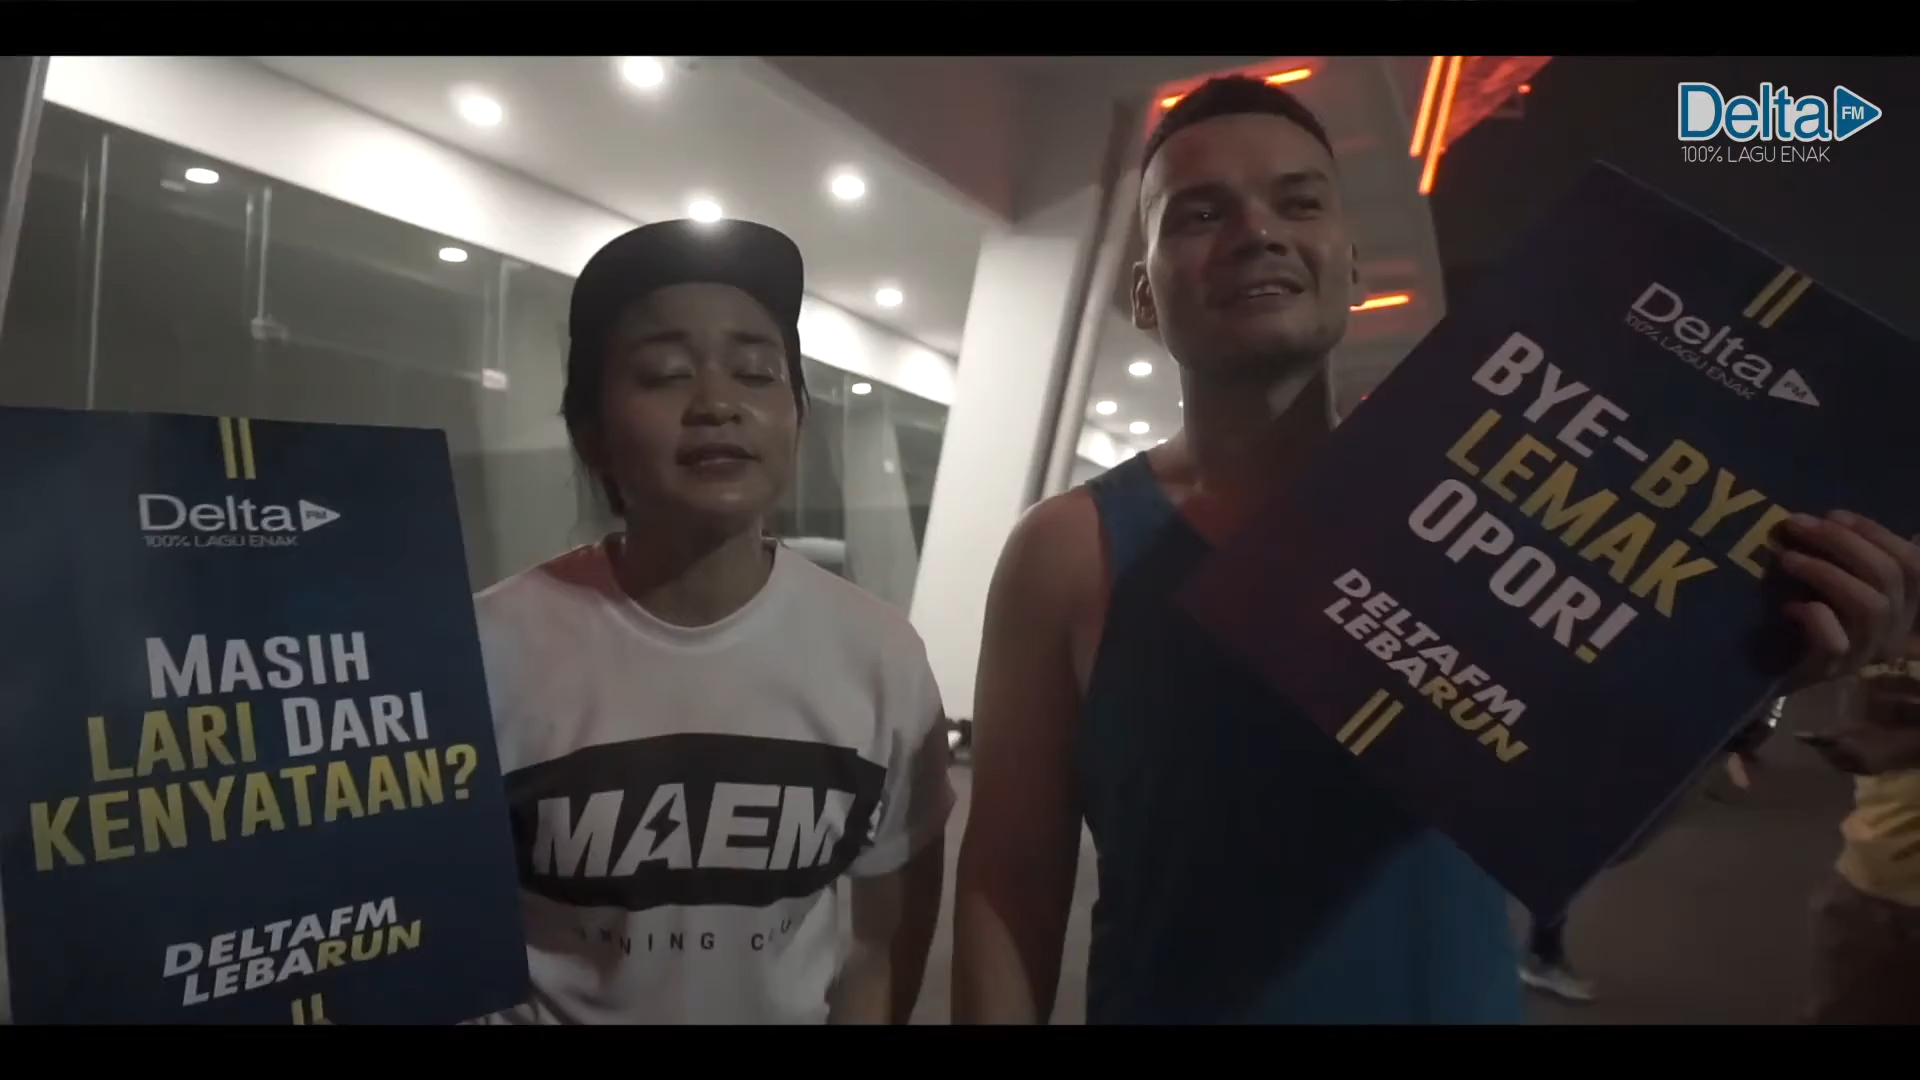 Delta FM
100% LAGU ENAK
Delta FM
100% LAGU ENAK
MASIH
LARI DARI
KENYATAAN?
DELTAFM
LEBARUN
MAEM
NING
Delta FM
100% LAGU ENAK
BYE-BYE
LEMAK
OPOR!
DELTAFM
LEBARUN